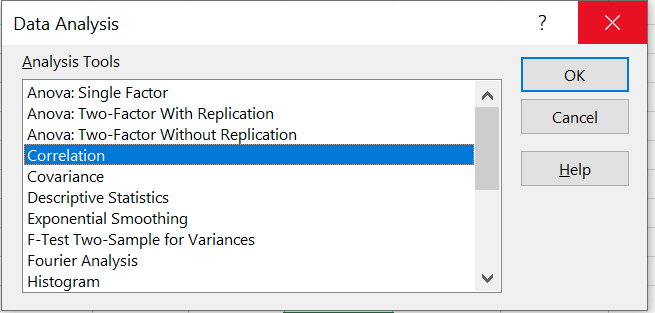 Data Analysis ?
Analysis Tools
Anova: Single Factor
Anova: Two-Factor With Replication
Anova: Two-Factor Without Replication
Correlation
Covariance
Descriptive Statistics
Exponential Smoothing
F-Test Two-Sample for Variances
Fourier Analysis
Histogram
OK
Cancel
Help